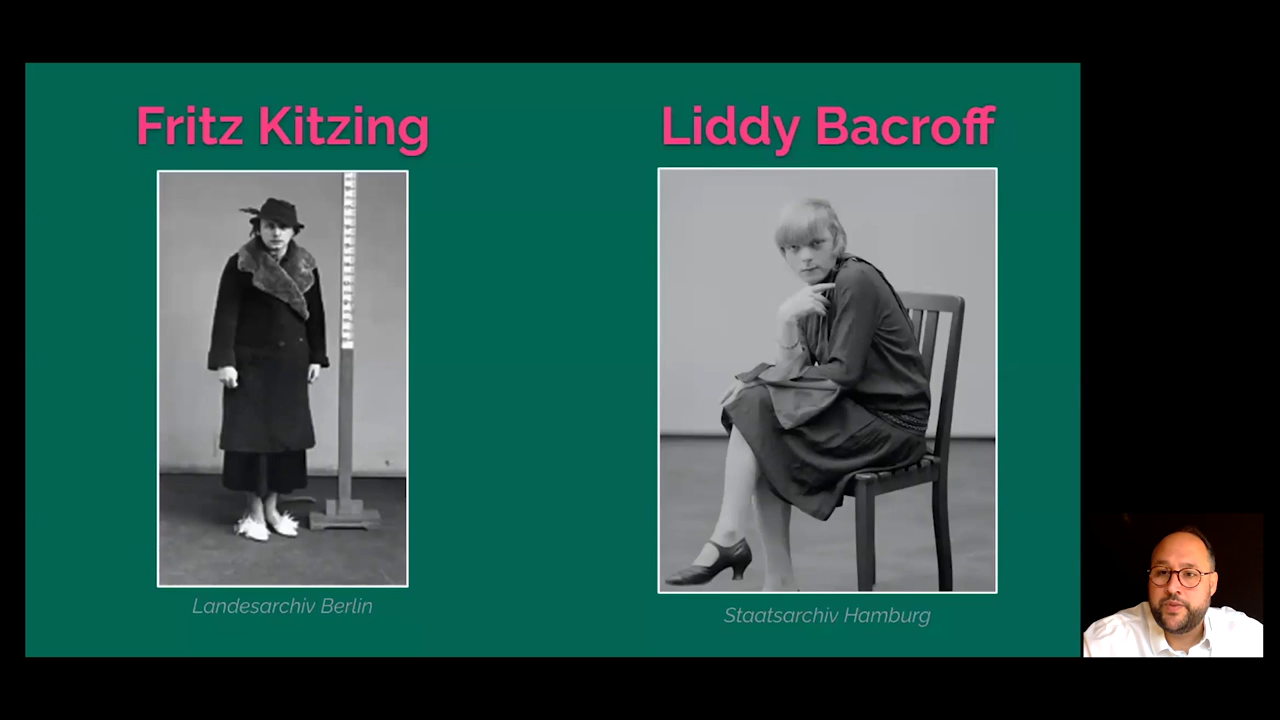 Fritz Kitzing
Liddy Bacroff
Landesarchiv Berlin
Staatsarchiv Hamburg